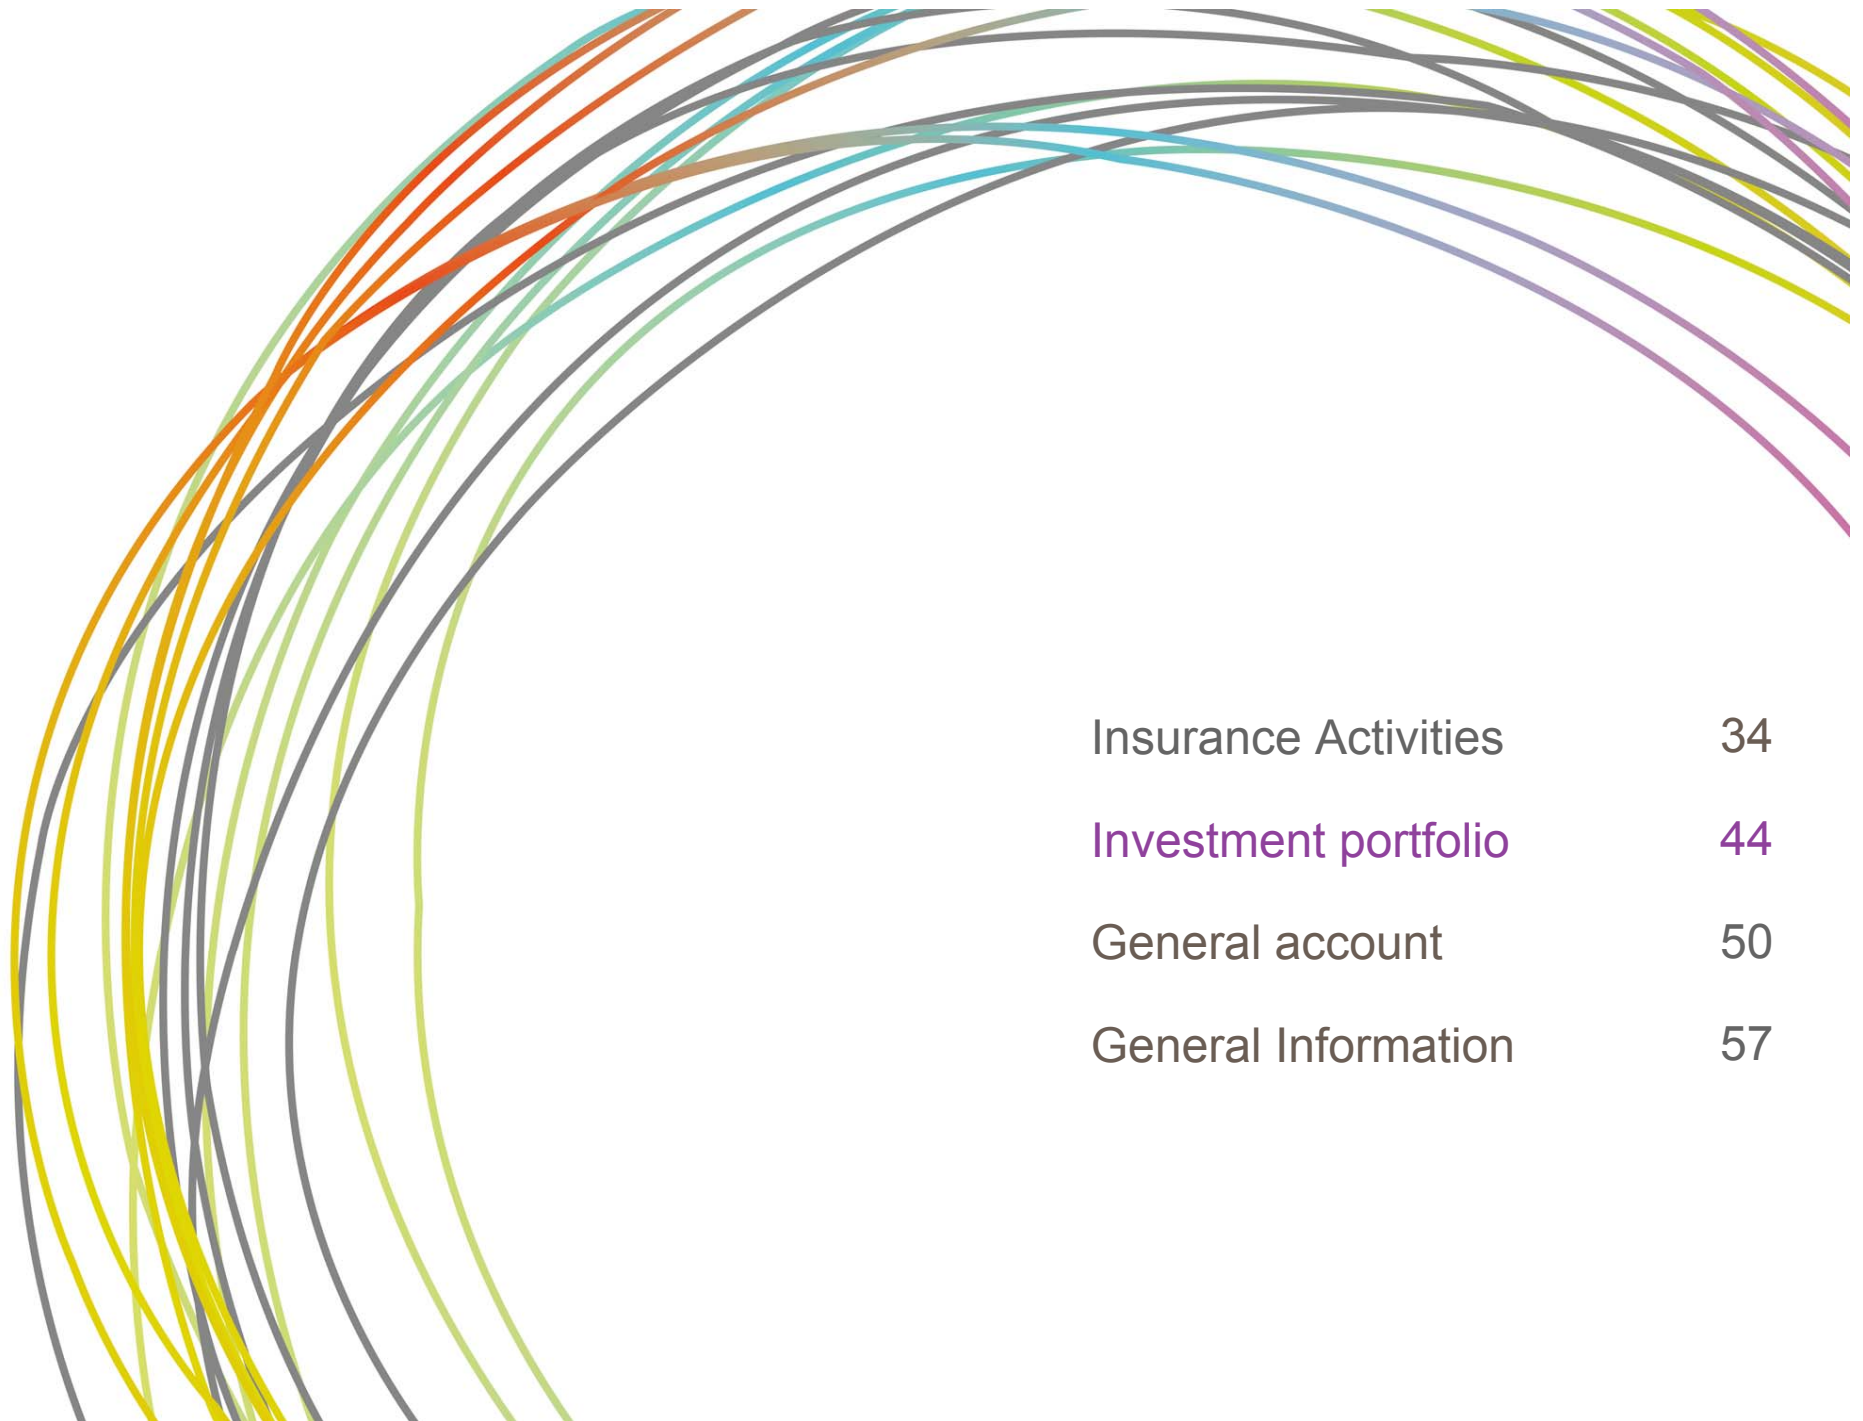 Insurance Activities 34
Investment portfolio 44
General account 50
General Information 57